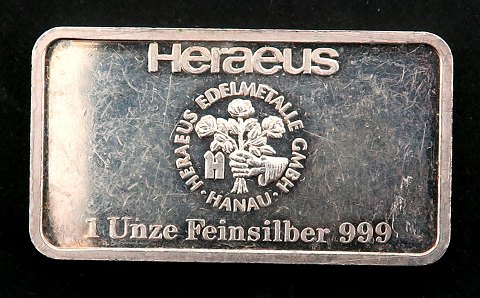 Heraeus
HERAEUS EDELMETALLE GMBH
H
· HANAU ·
1 Unze Feinsilber 999